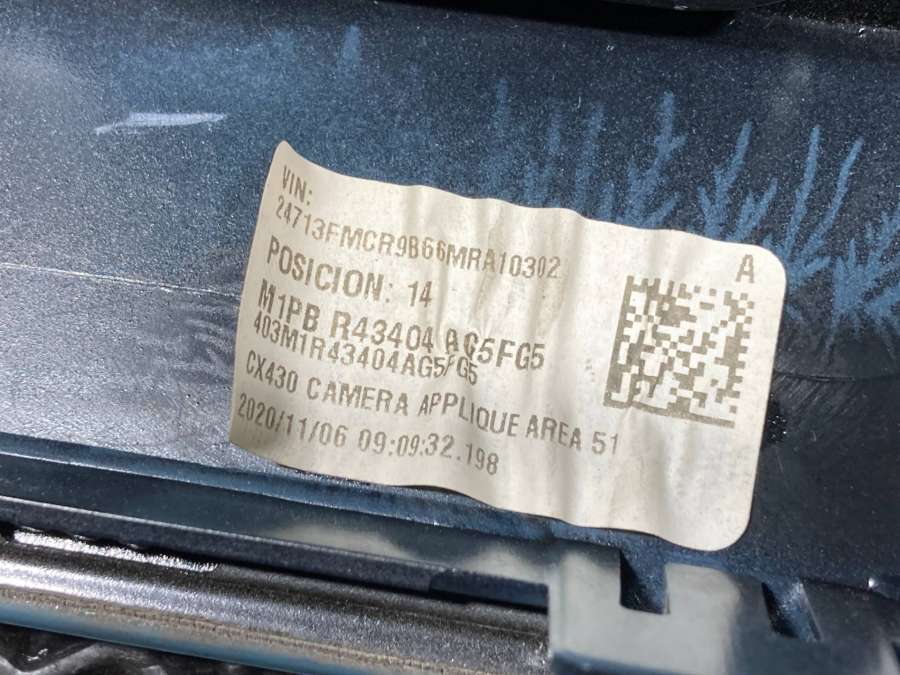 VIN:
24713FMCR9B66MRA10302
POSICION: 14
M1PB R43404 AG5FG5
403M1R43404AG5FG5
CX430 CAMERA APPLIQUE AREA 51
2020/11/06 09:09:32.198
A